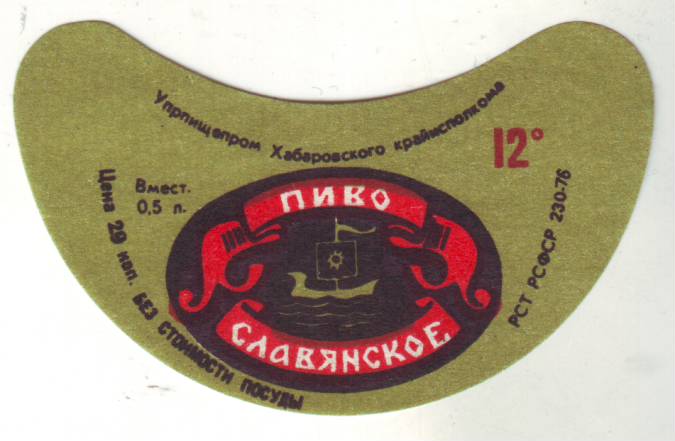 Упрпищепром Хабаровского крайисполкома
12°
Вмест.
0,5 л.
Цена 29 коп. БЕЗ СТОИМОСТИ ПОСУДЫ
ПИВО
СЛАВЯНСКОЕ
РСТ РСФСР 230-76